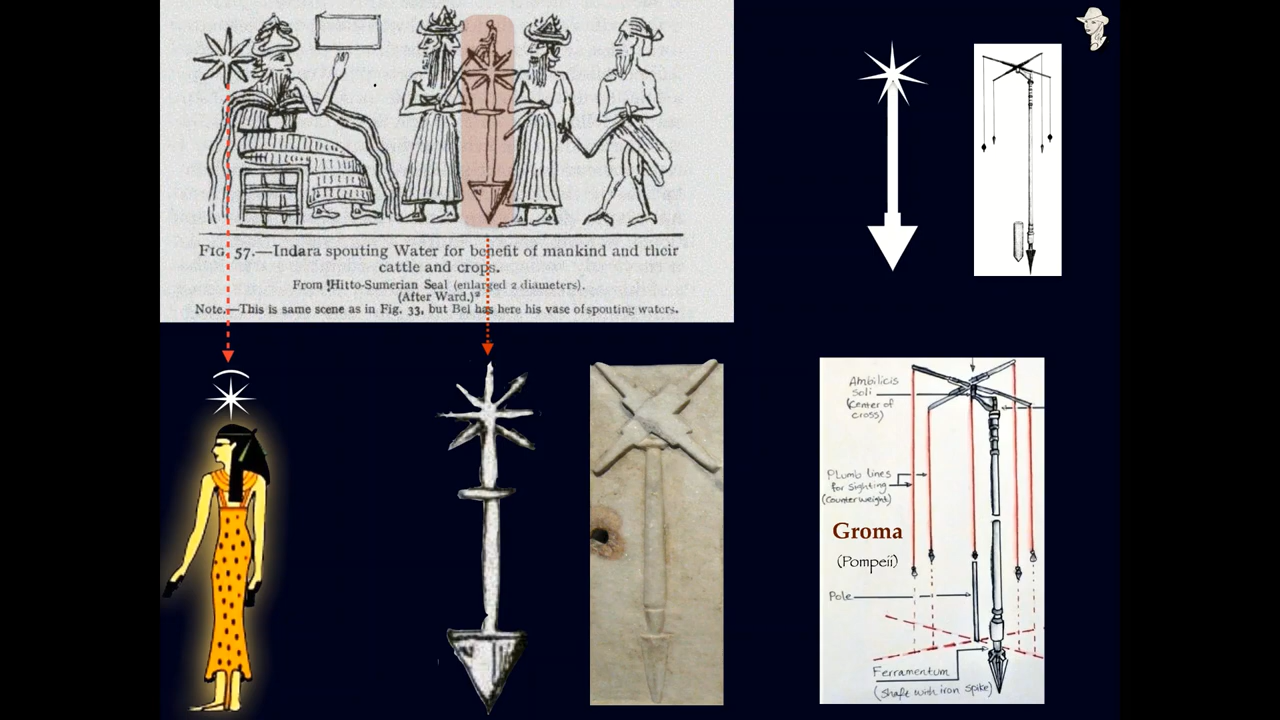 FIG. 57.—Indara spouting Water for benefit of mankind and their
cattle and crops.
From Hitto-Sumerian Seal (enlarged 2 diameters).
(After Ward.)²
Note.—This is same scene as in Fig. 33, but Bel has here his vase of spouting waters.
Ambilicis
soli
(center of
cross)
Plumb lines
for sighting
(counterweight)
Groma
(Pompeii)
Pole
Ferramentum
(shaft with iron spike)